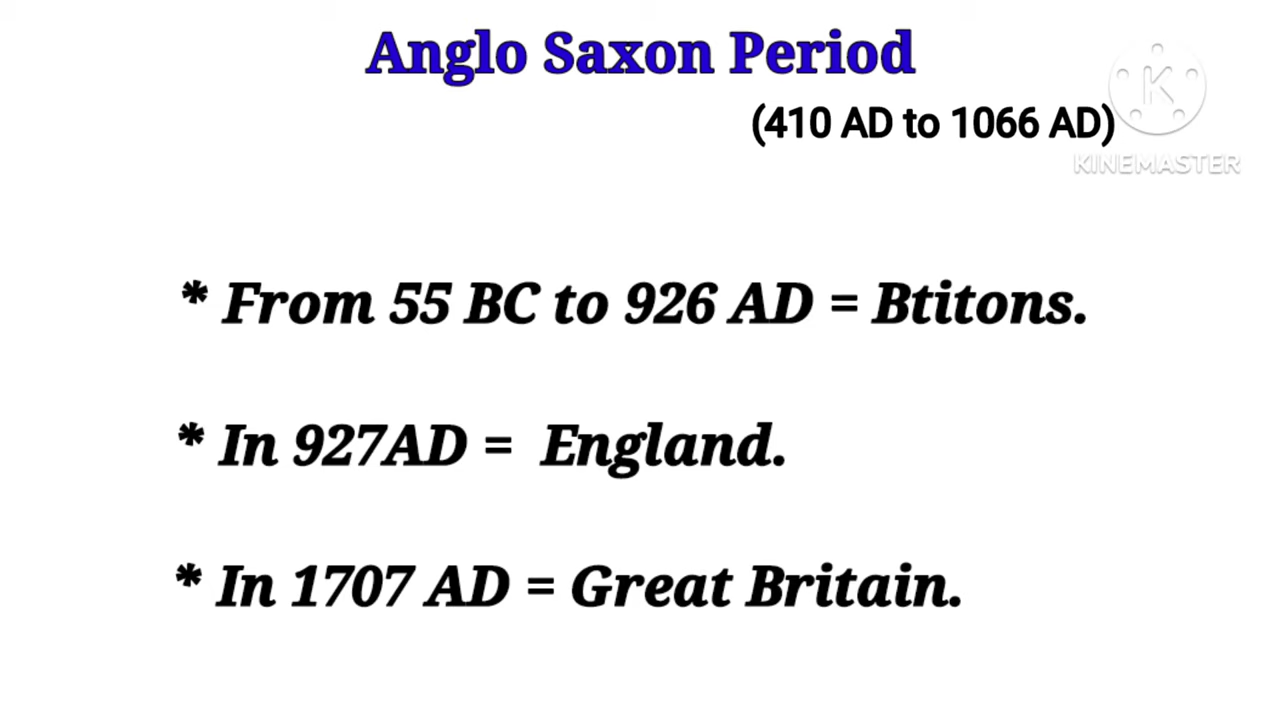 Anglo Saxon Period
(410 AD to 1066 AD)
K
KINEMASTER
* From 55 BC to 926 AD = Btitons.
* In 927AD = England.
* In 1707 AD = Great Britain.